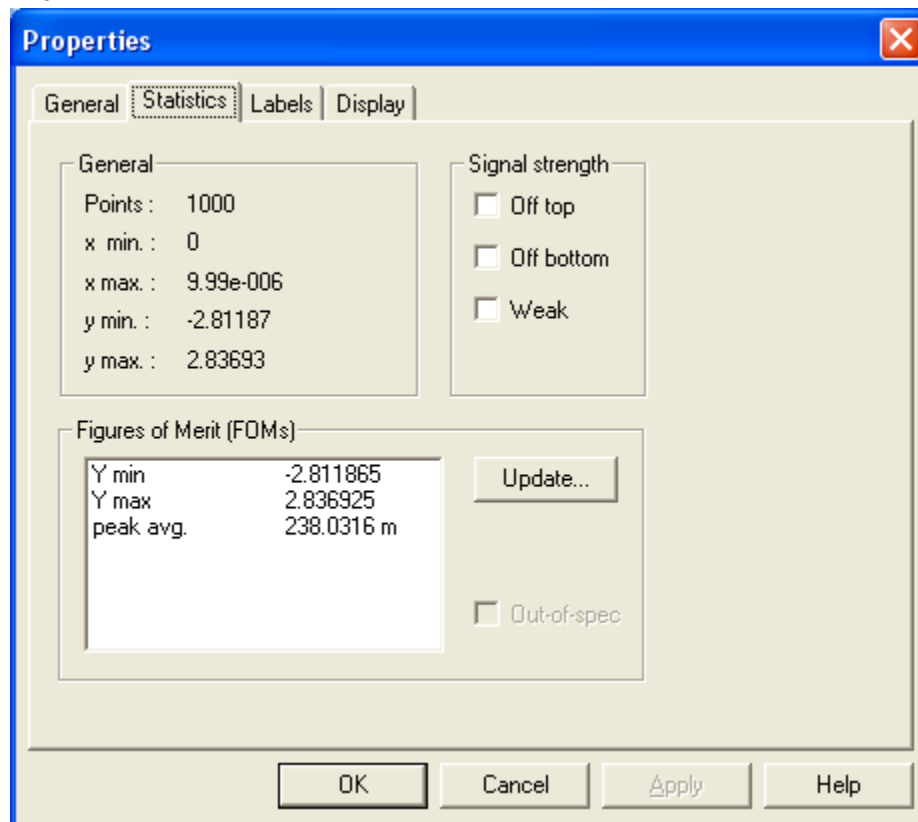 Properties
General Statistics Labels Display
General
Points : 1000
x min. : 0
x max. : 9.99e-006
y min. : -2.81187
y max. : 2.83693
Signal strength
Off top
Off bottom
Weak
Figures of Merit (FOMs)
Y min -2.811865
Y max 2.836925
peak avg. 238.0316 m
Update...
Out-of-spec
OK Cancel Apply Help